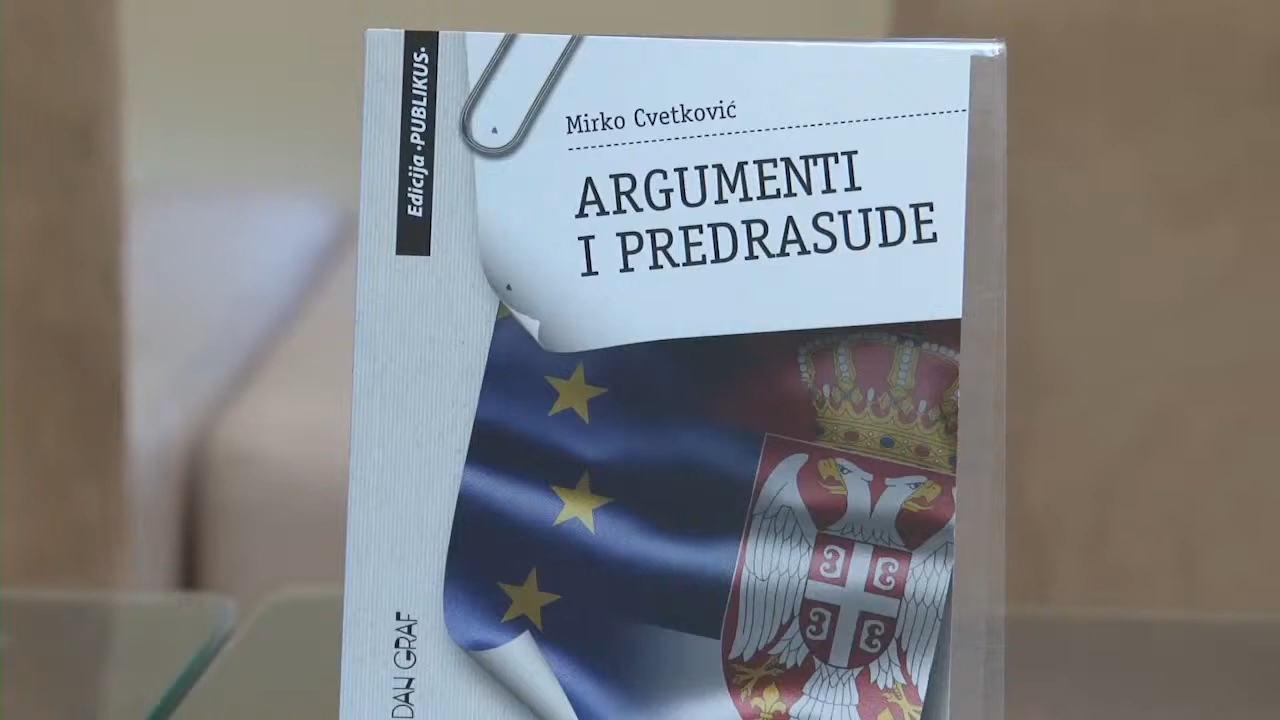 Edicija •PUBLIKUS•
Mirko Cvetković
ARGUMENTI
I PREDRASUDE
DAN GRAF